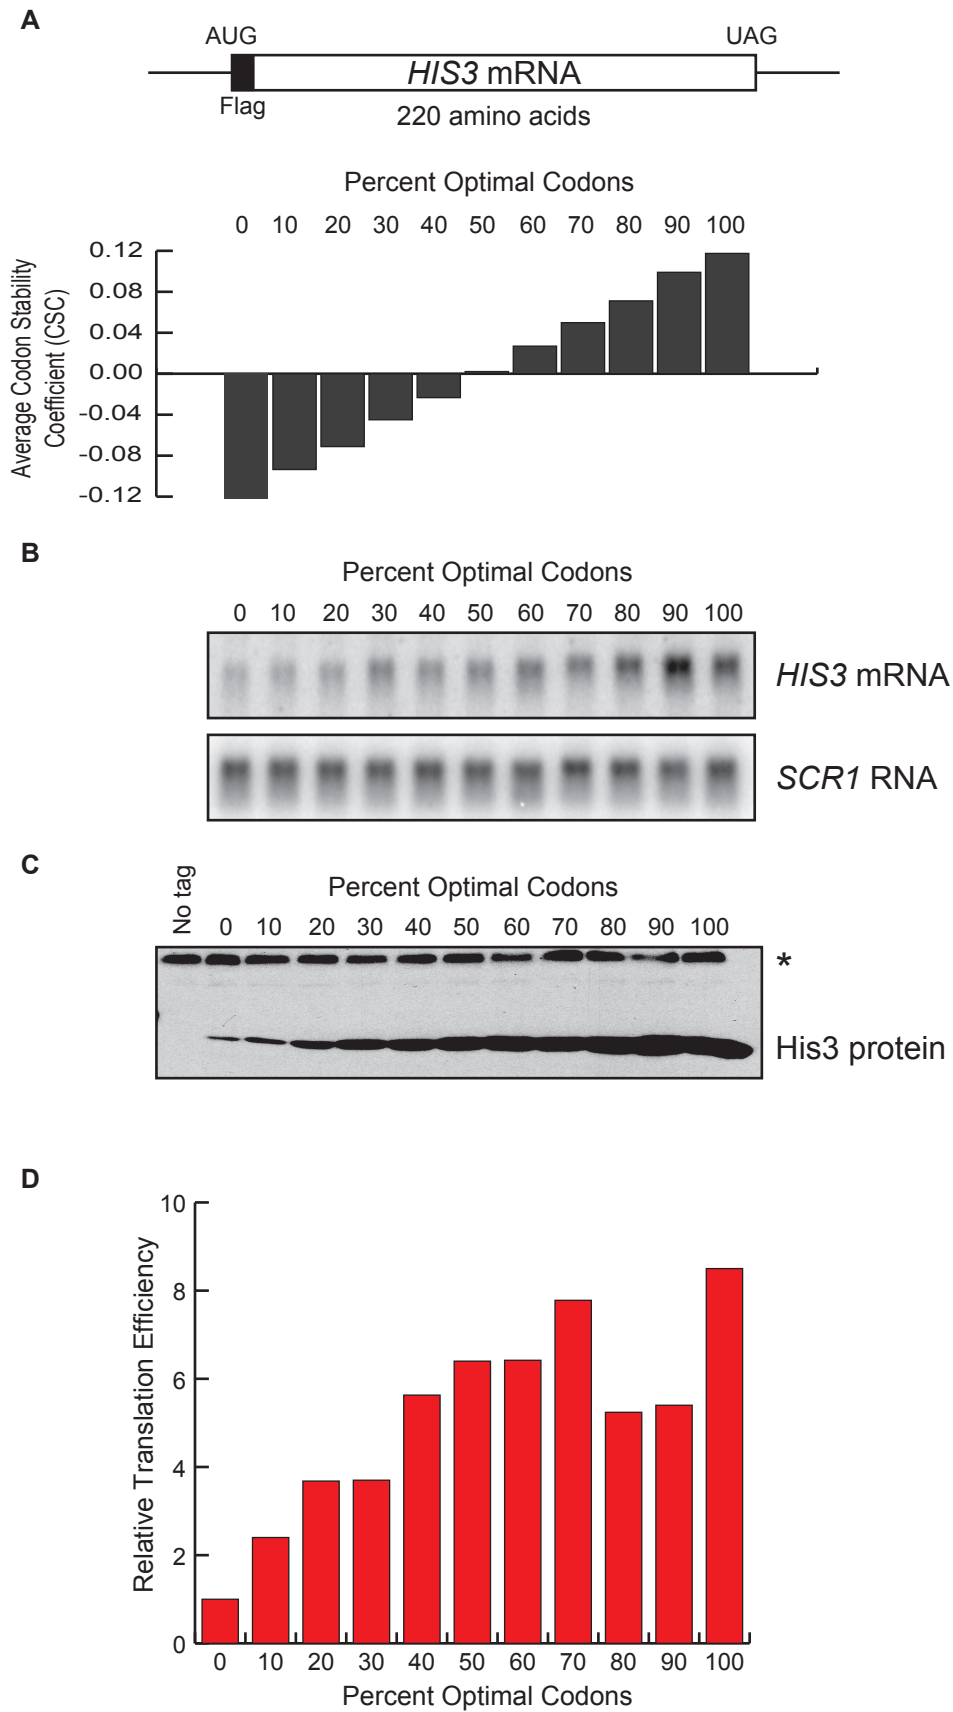 A
AUG
UAG
HIS3 mRNA
Flag
220 amino acids
Percent Optimal Codons
0 10 20 30 40 50 60 70 80 90 100
Average Codon Stability
Coefficient (CSC)
0.12
0.08
0.04
0.00
-0.04
-0.08
-0.12
B
Percent Optimal Codons
0 10 20 30 40 50 60 70 80 90 100
HIS3 mRNA
SCR1 RNA
C
No tag
Percent Optimal Codons
0 10 20 30 40 50 60 70 80 90 100
*
His3 protein
D
Relative Translation Efficiency
10
8
6
4
2
0
0 10 20 30 40 50 60 70 80 90 100
Percent Optimal Codons